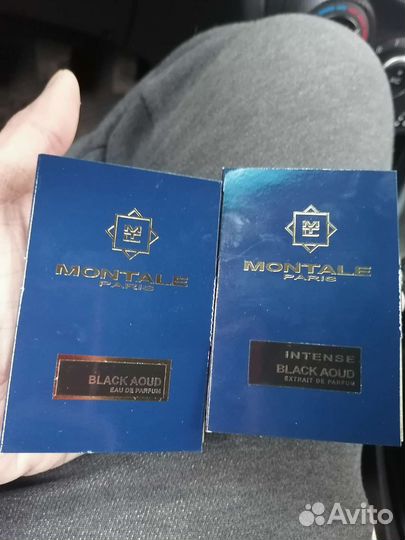 MONTALE
PARIS
BLACK AOUD
EAU DE PARFUM
MONTALE
PARIS
INTENSE
BLACK AOUD
EXTRAIT DE PARFUM
Avito